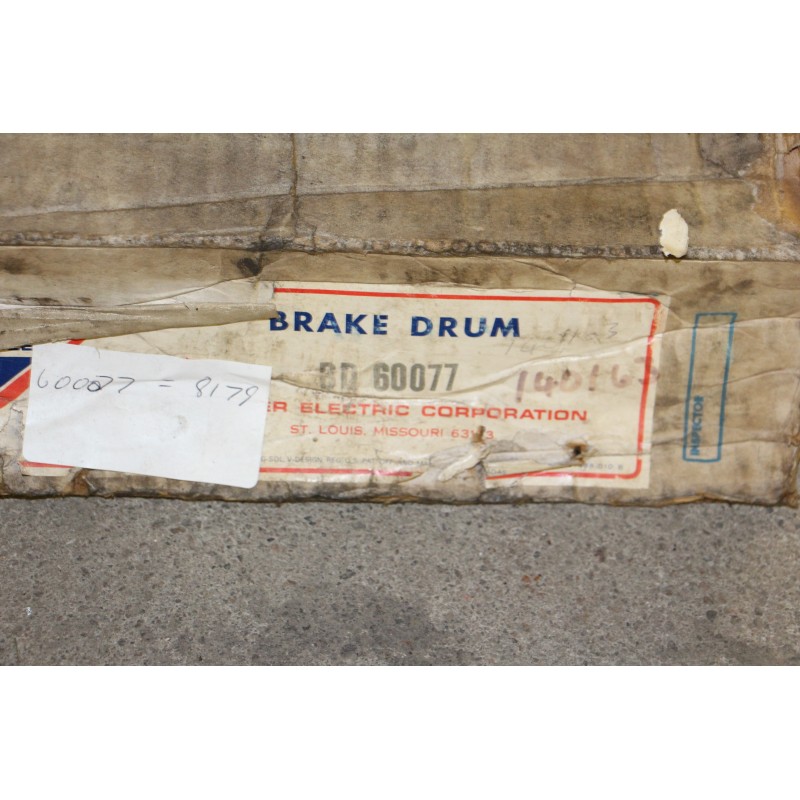 BRAKE DRUM
BD 60077
140163
60077 = 8179
ER ELECTRIC CORPORATION
ST. LOUIS, MISSOURI
INSPECTOR